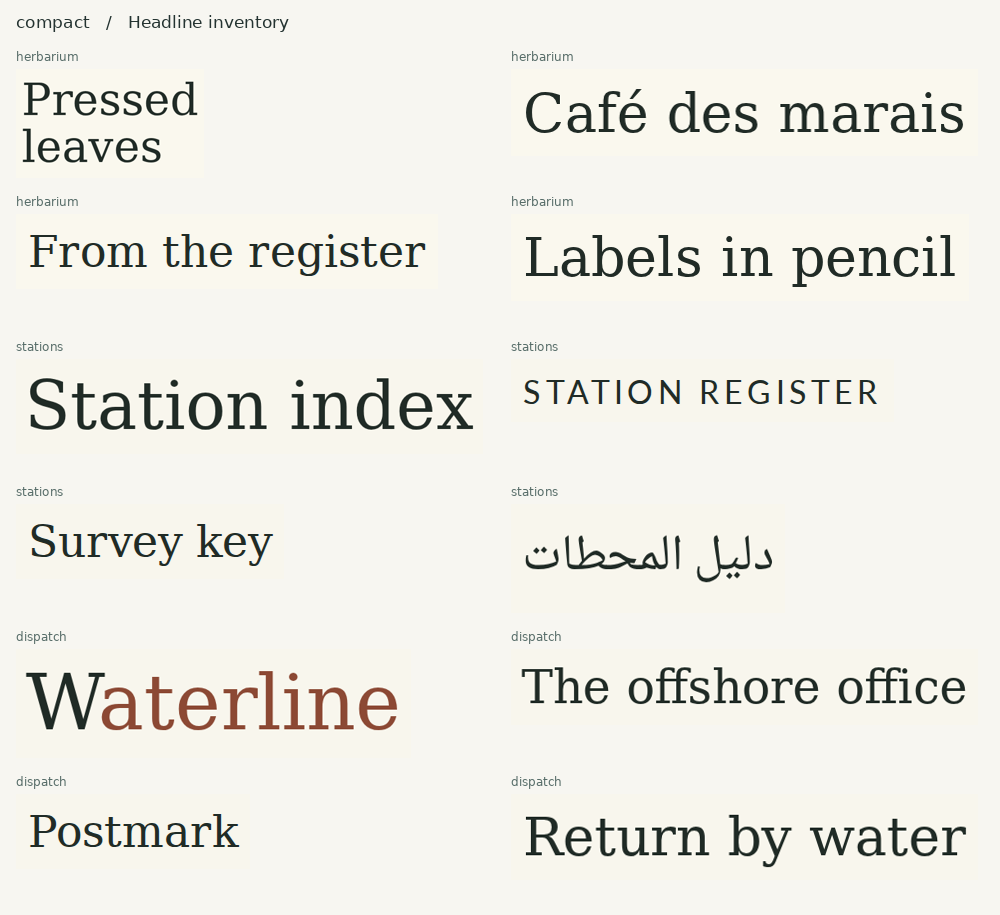 compact / Headline inventory
herbarium
Pressed
leaves
herbarium
Café des marais
herbarium
From the register
herbarium
Labels in pencil
stations
Station index
stations
STATION REGISTER
stations
Survey key
stations
دليل المحطات
dispatch
Waterline
dispatch
The offshore office
dispatch
Postmark
dispatch
Return by water